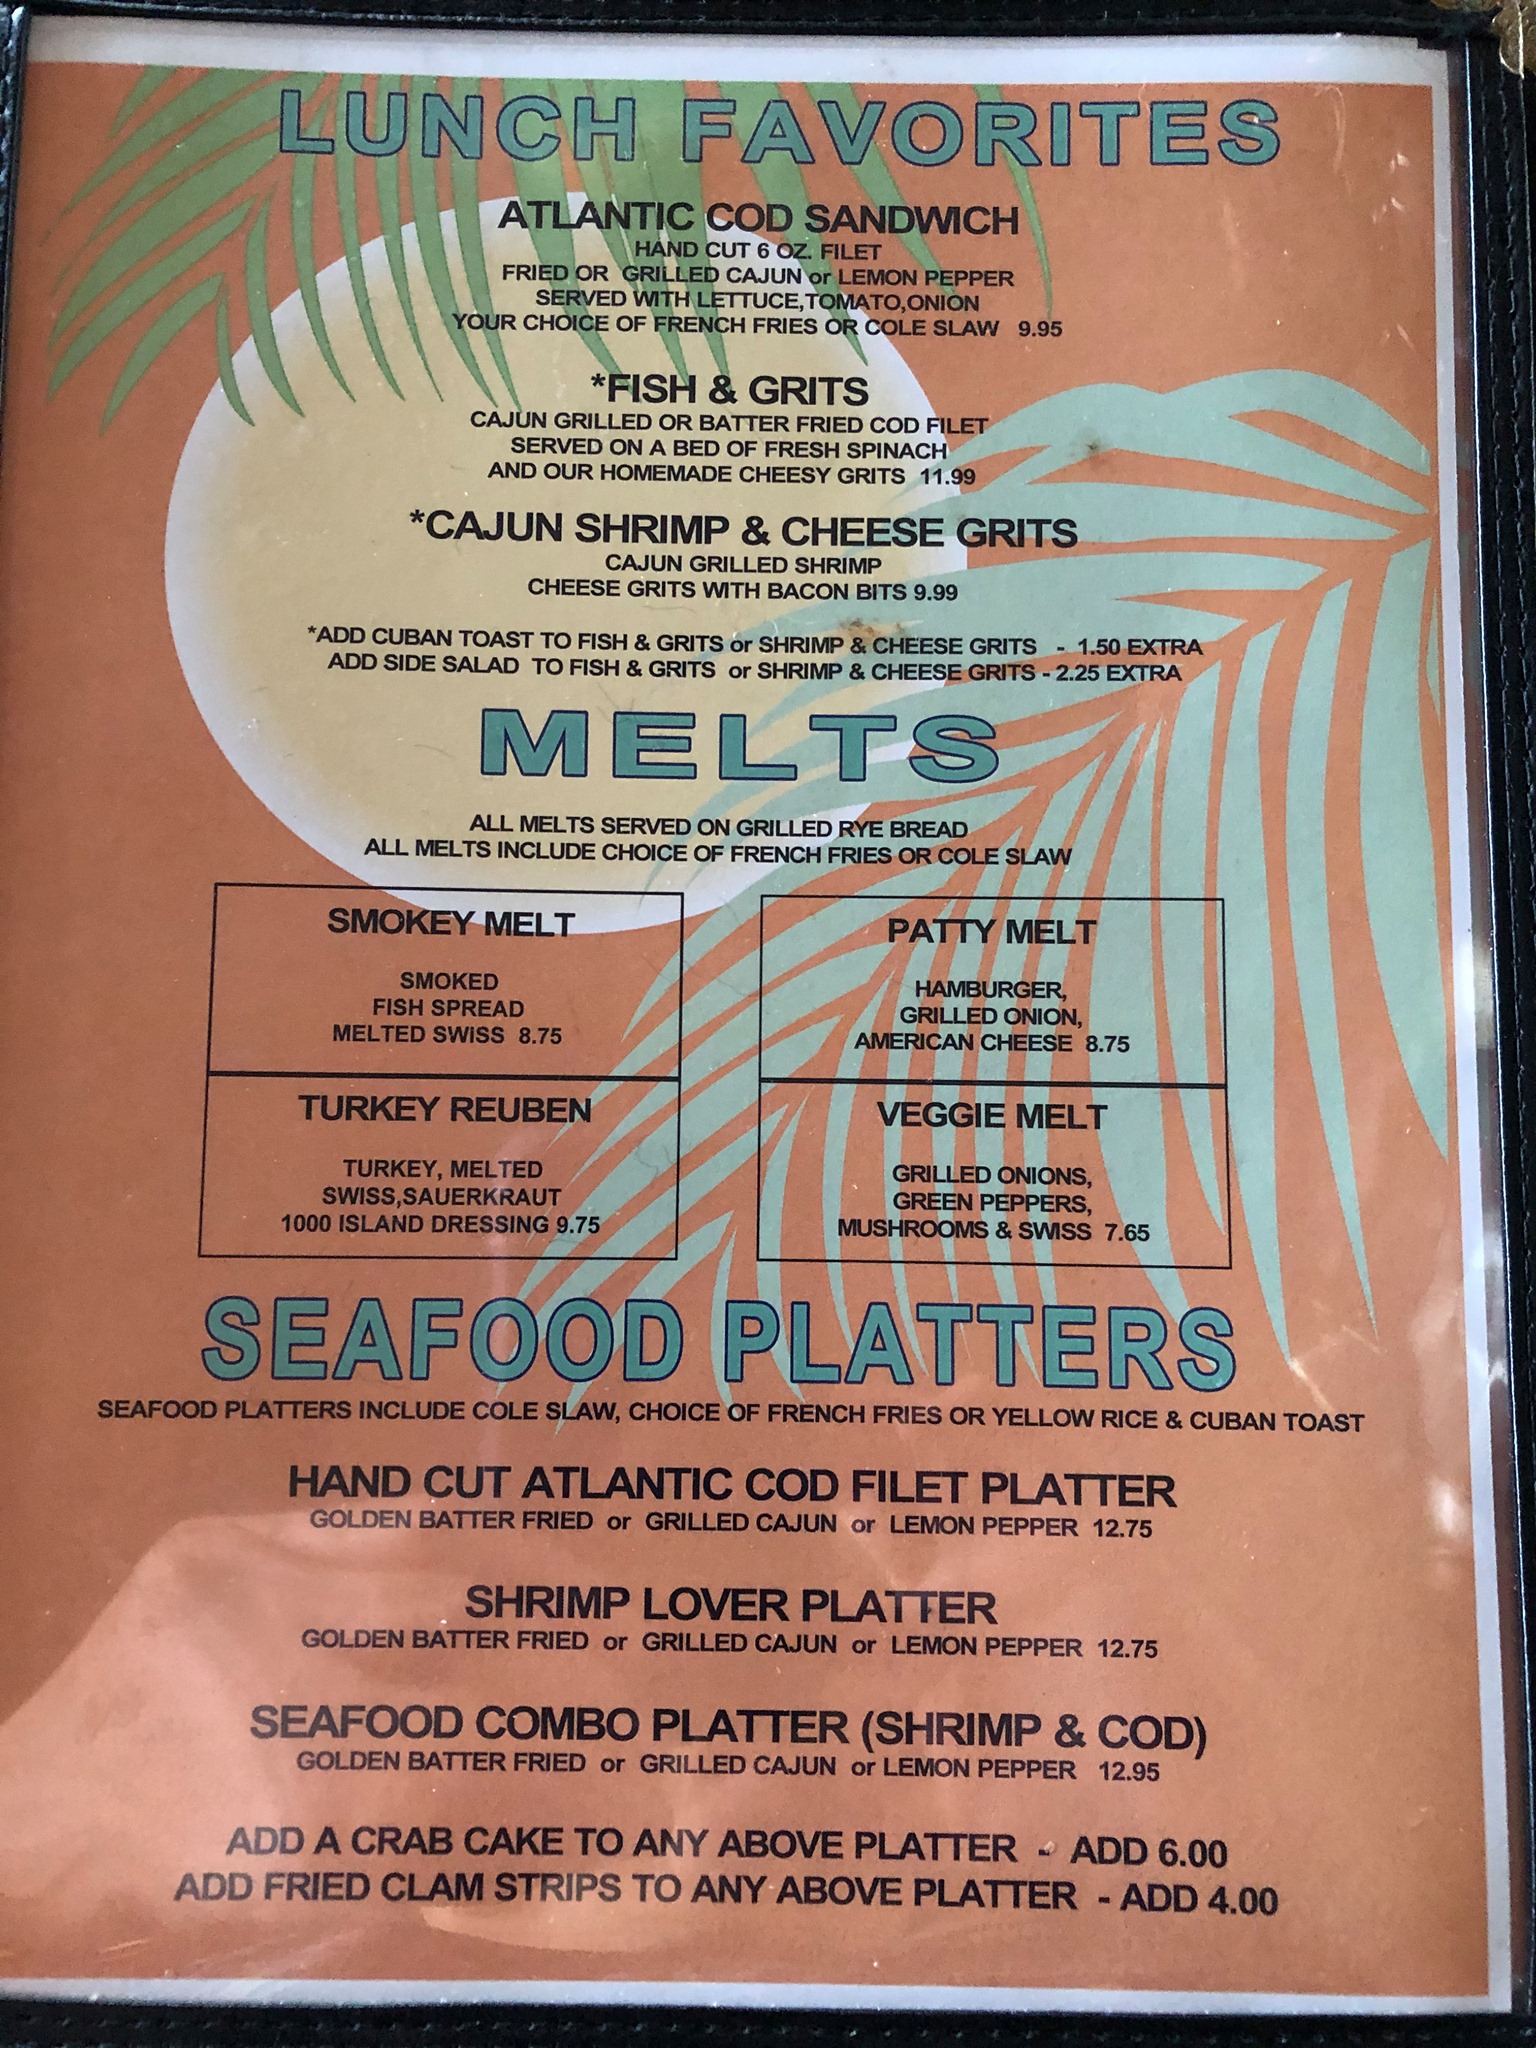 LUNCH FAVORITES
ATLANTIC COD SANDWICH
HAND CUT 6 OZ. FILET
FRIED OR GRILLED CAJUN or LEMON PEPPER
SERVED WITH LETTUCE,TOMATO,ONION
YOUR CHOICE OF FRENCH FRIES OR COLE SLAW 9.95
*FISH & GRITS
CAJUN GRILLED OR BATTER FRIED COD FILET
SERVED ON A BED OF FRESH SPINACH
AND OUR HOMEMADE CHEESY GRITS 11.99
*CAJUN SHRIMP & CHEESE GRITS
CAJUN GRILLED SHRIMP
CHEESE GRITS WITH BACON BITS 9.99
*ADD CUBAN TOAST TO FISH & GRITS or SHRIMP & CHEESE GRITS - 1.50 EXTRA
ADD SIDE SALAD TO FISH & GRITS or SHRIMP & CHEESE GRITS - 2.25 EXTRA
MELTS
ALL MELTS SERVED ON GRILLED RYE BREAD
ALL MELTS INCLUDE CHOICE OF FRENCH FRIES OR COLE SLAW
SMOKEY MELT
SMOKED
FISH SPREAD
MELTED SWISS 8.75
PATTY MELT
HAMBURGER,
GRILLED ONION,
AMERICAN CHEESE 8.75
TURKEY REUBEN
TURKEY, MELTED
SWISS,SAUERKRAUT
1000 ISLAND DRESSING 9.75
VEGGIE MELT
GRILLED ONIONS,
GREEN PEPPERS,
MUSHROOMS & SWISS 7.65
SEAFOOD PLATTERS
SEAFOOD PLATTERS INCLUDE COLE SLAW, CHOICE OF FRENCH FRIES OR YELLOW RICE & CUBAN TOAST
HAND CUT ATLANTIC COD FILET PLATTER
GOLDEN BATTER FRIED or GRILLED CAJUN or LEMON PEPPER 12.75
SHRIMP LOVER PLATTER
GOLDEN BATTER FRIED or GRILLED CAJUN or LEMON PEPPER 12.75
SEAFOOD COMBO PLATTER (SHRIMP & COD)
GOLDEN BATTER FRIED or GRILLED CAJUN or LEMON PEPPER 12.95
ADD A CRAB CAKE TO ANY ABOVE PLATTER - ADD 6.00
ADD FRIED CLAM STRIPS TO ANY ABOVE PLATTER - ADD 4.00